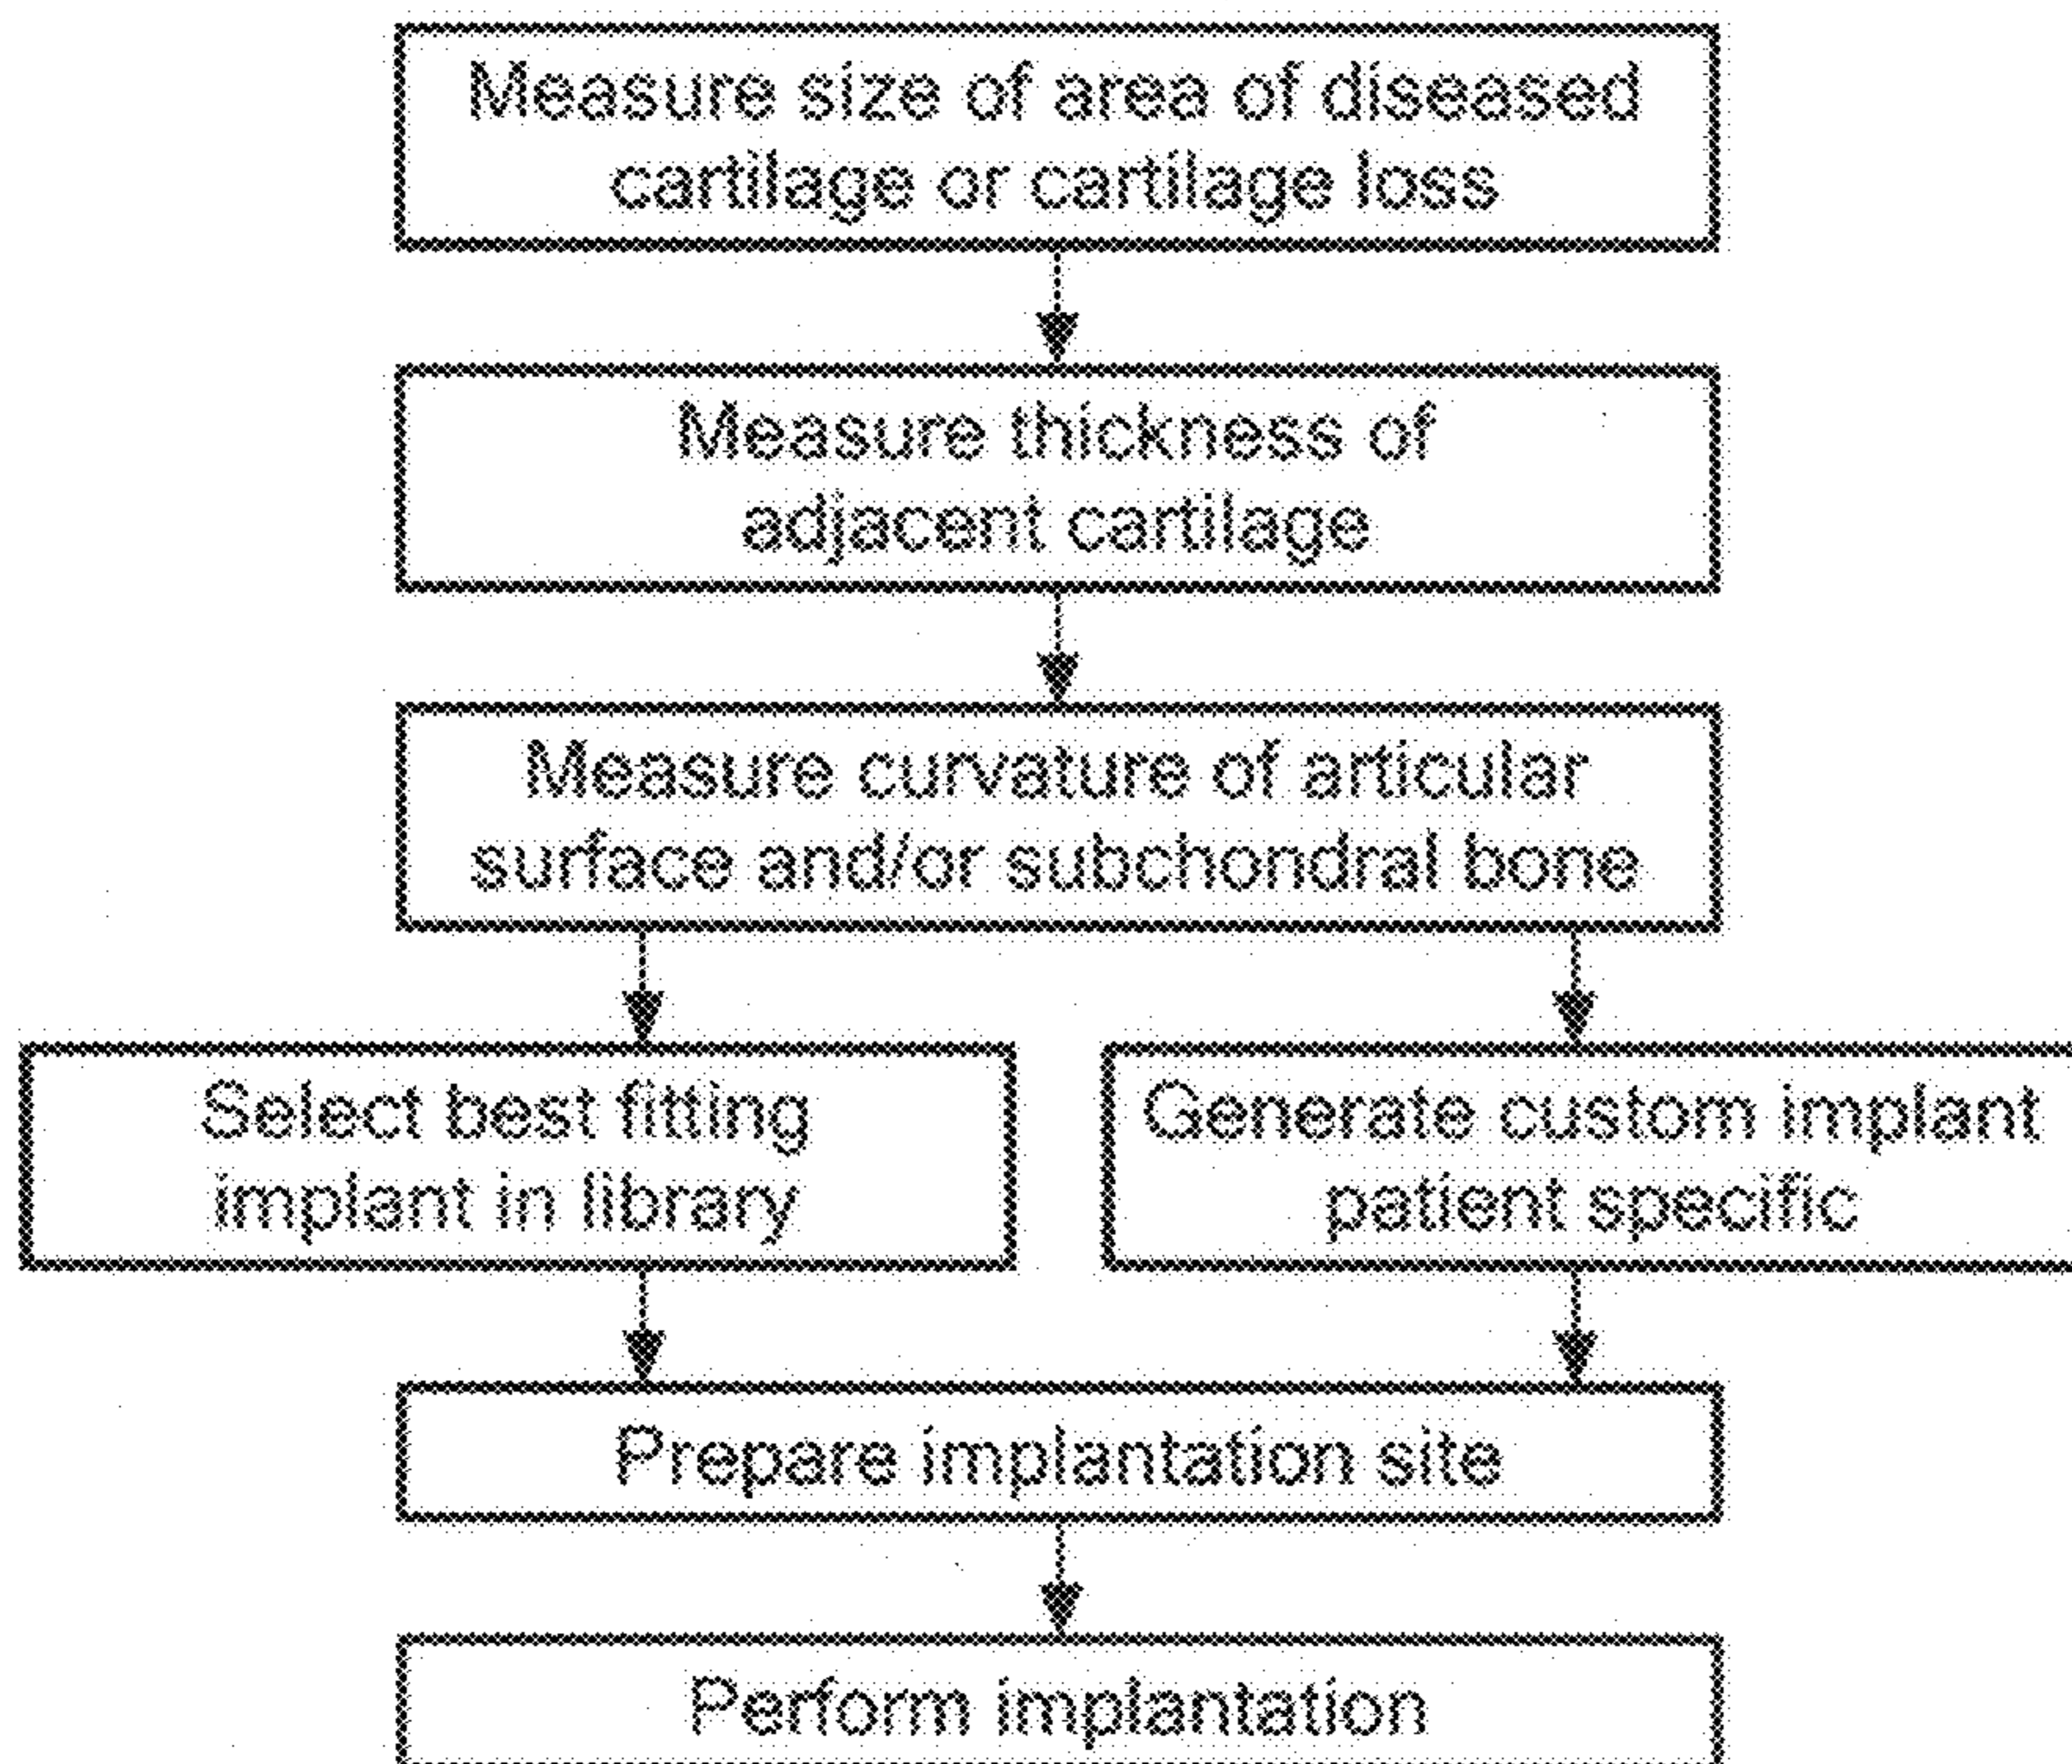 Measure size of area of diseased
cartilage or cartilage loss
Measure thickness of
adjacent cartilage
Measure curvature of articular
surface and/or subchondral bone
Select best fitting
implant in library
Generate custom implant
patient specific
Prepare implantation site
Perform implantation